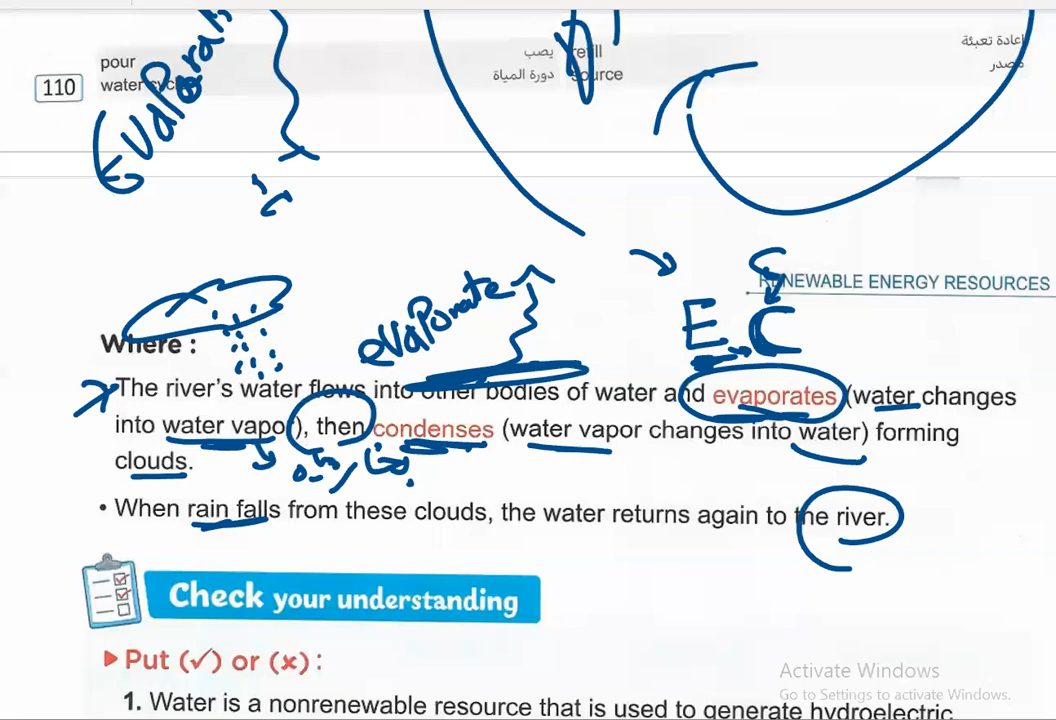 Evaporat
pour يصب refill إعادة تعبئة
110 water cycle دورة المياة source مصدر
RENEWABLE ENERGY RESOURCES
evaporate E C
Where :
The river's water flows into other bodies of water and evaporates (water changes
into water vapor), then condenses (water vapor changes into water) forming
clouds.
• When rain falls from these clouds, the water returns again to the river.
Check your understanding
Put (✓) or (×) :
1. Water is a nonrenewable resource that is used to generate hydroelectric
Activate Windows
Go to Settings to activate Windows.